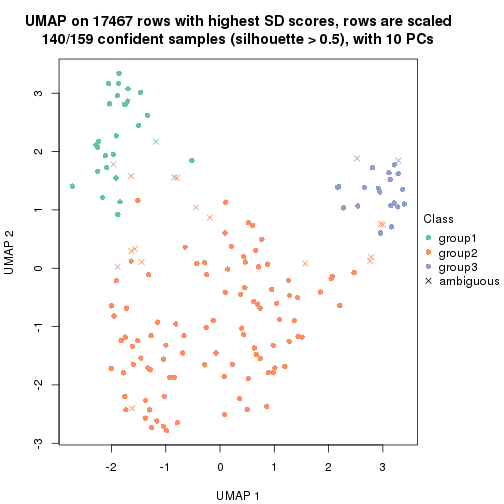 UMAP on 17467 rows with highest SD scores, rows are scaled
140/159 confident samples (silhouette > 0.5), with 10 PCs
3
2
1
0
-1
-2
-3
UMAP 2
-2
-1
0
1
2
3
UMAP 1
Class
group1
group2
group3
ambiguous